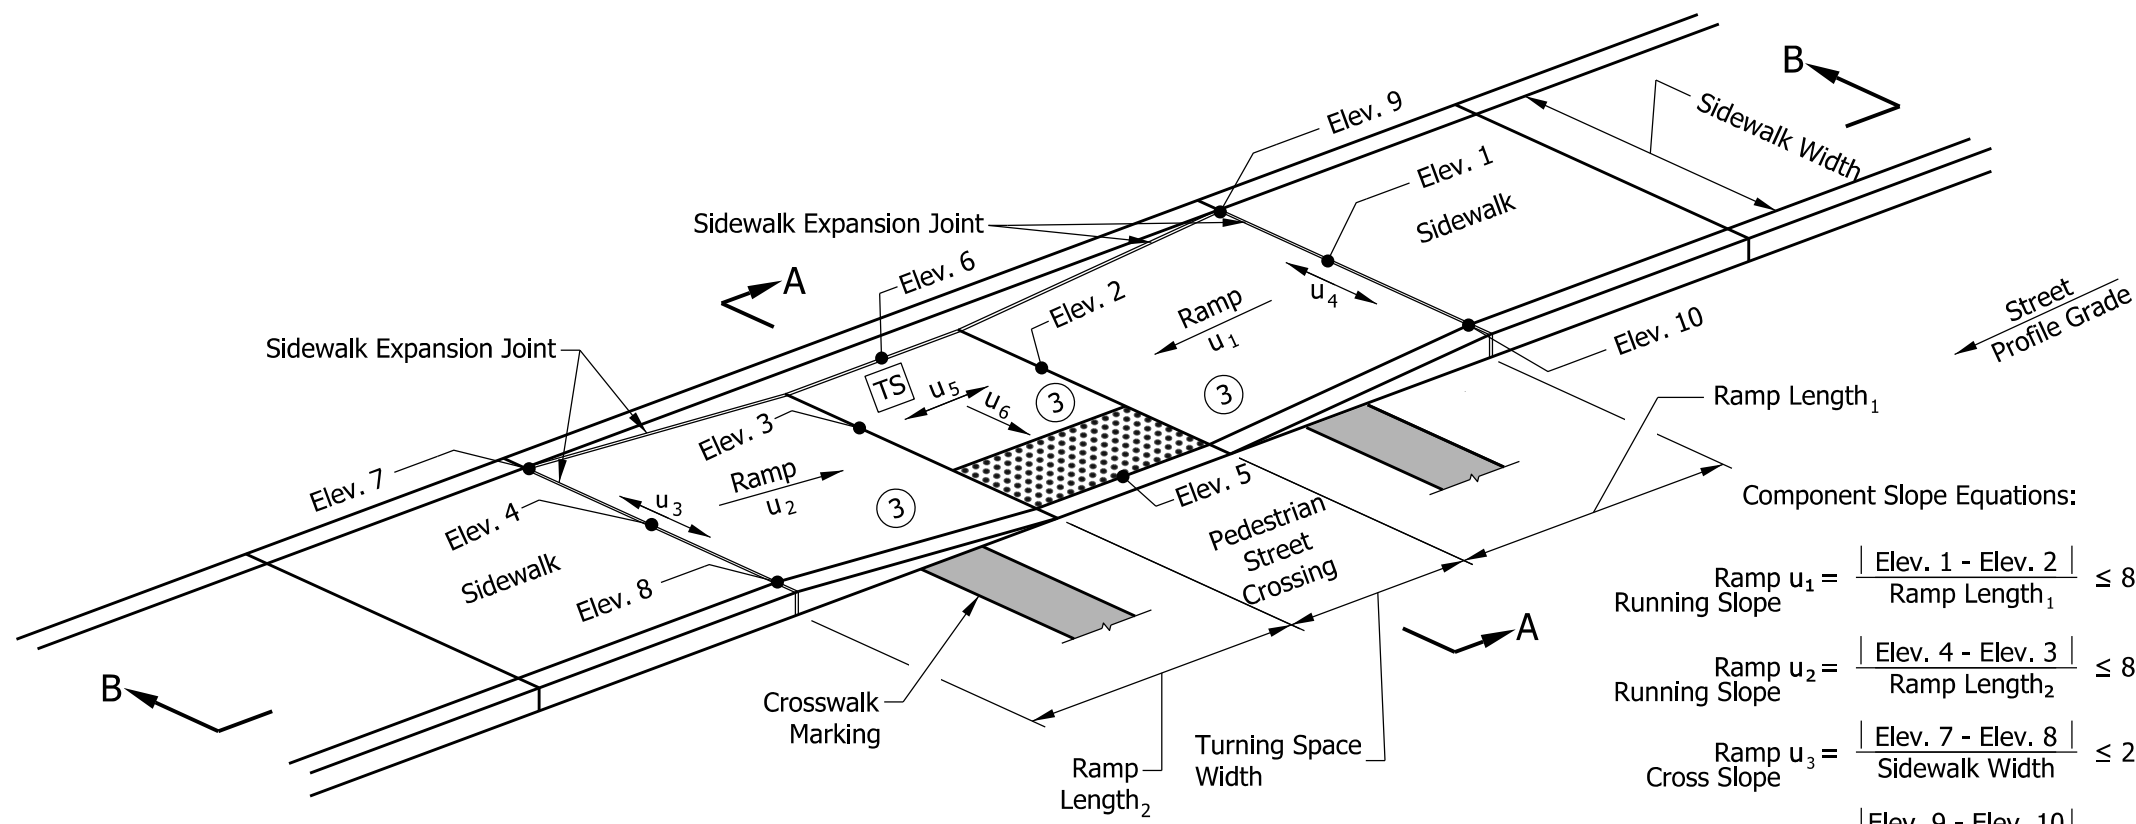 B
Elev. 9
Sidewalk Width
Elev. 1
Sidewalk Expansion Joint
Sidewalk
Elev. 6
A
u₄
Elev. 2
Ramp
u₁
Street
Profile Grade
Elev. 10
Sidewalk Expansion Joint
TS
u₅
u₆
3
3
Ramp Length₁
Elev. 3
Ramp
u₂
3
Elev. 7
u₃
Elev. 4
Elev. 5
Pedestrian
Street
Crossing
Sidewalk
Elev. 8
A
B
Crosswalk
Marking
Ramp
Length₂
Turning Space
Width
Component Slope Equations:
Ramp u₁ = | Elev. 1 - Elev. 2 | ≤ 8
Running Slope Ramp Length₁
Ramp u₂ = | Elev. 4 - Elev. 3 | ≤ 8
Running Slope Ramp Length₂
Ramp u₃ = | Elev. 7 - Elev. 8 | ≤ 2
Cross Slope Sidewalk Width
|Elev. 9 - Elev. 10|